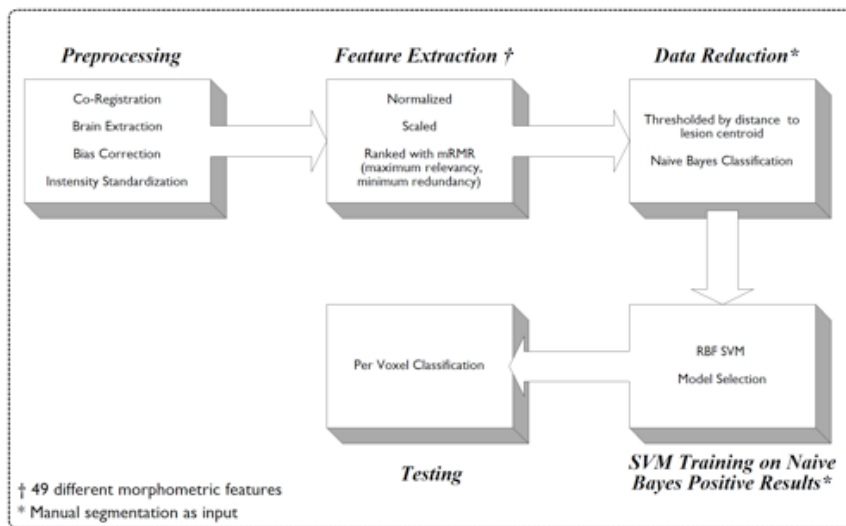 Preprocessing
Co-Registration
Brain Extraction
Bias Correction
Instensity Standardization
Feature Extraction †
Normalized
Scaled
Ranked with mRMR
(maximum relevancy,
minimum redundancy)
Data Reduction*
Thresholded by distance to
lesion centroid
Naive Bayes Classification
RBF SVM
Model Selection
SVM Training on Naive
Bayes Positive Results*
Per Voxel Classification
Testing
† 49 different morphometric features
* Manual segmentation as input